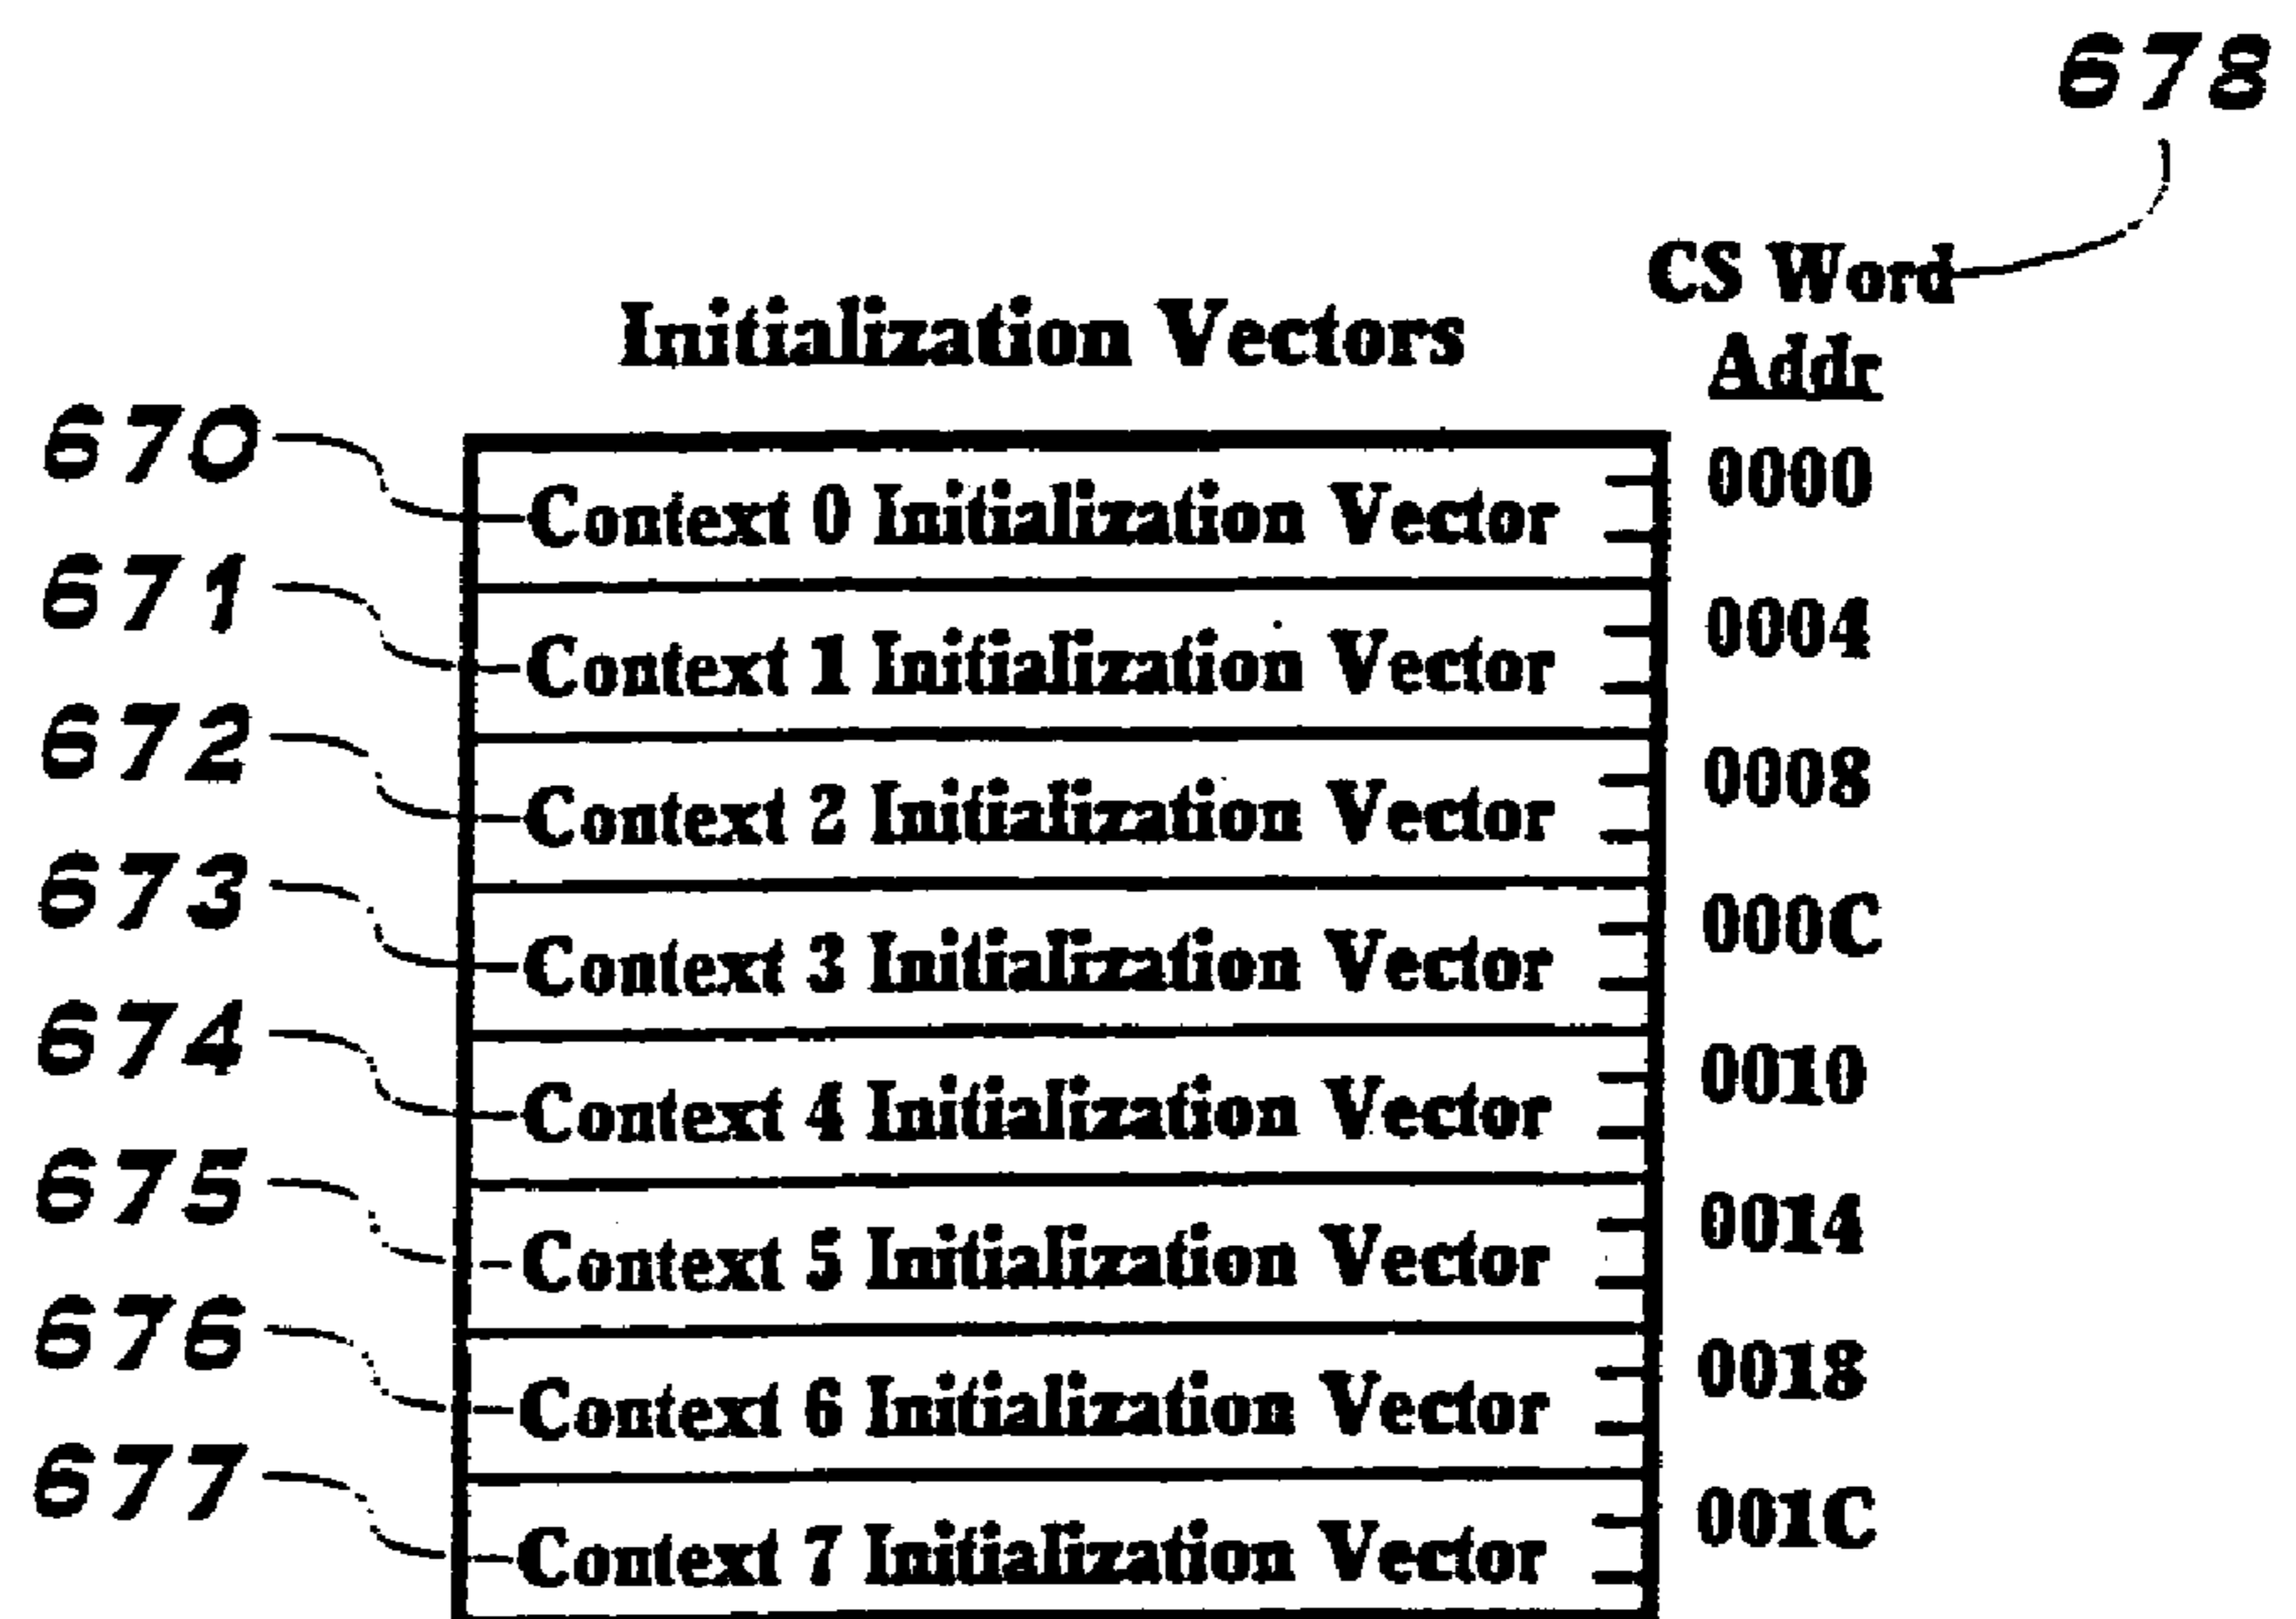 678
CS Word
Initialization Vectors
Addr
670 Context 0 Initialization Vector 0000
671 Context 1 Initialization Vector 0004
672 Context 2 Initialization Vector 0008
673 Context 3 Initialization Vector 000C
674 Context 4 Initialization Vector 0010
675 Context 5 Initialization Vector 0014
676 Context 6 Initialization Vector 0018
677 Context 7 Initialization Vector 001C